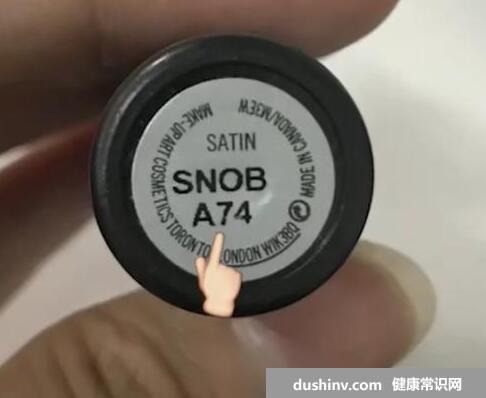 SATIN
SNOB
A74
MAKE-UP ART COSMETICS TORONTO LONDON W1K3BQ
MADE IN CANADA/M3EW
dushinv.com 健康常识网